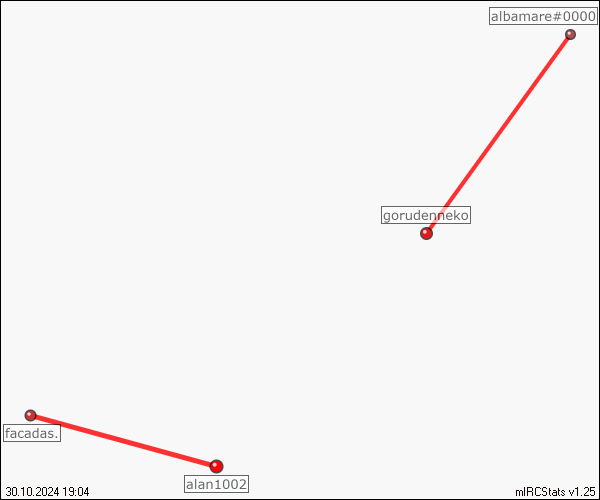 albamare#0000
gorudenneko
facadas.
alan1002
30.10.2024 19:04
mIRCStats v1.25